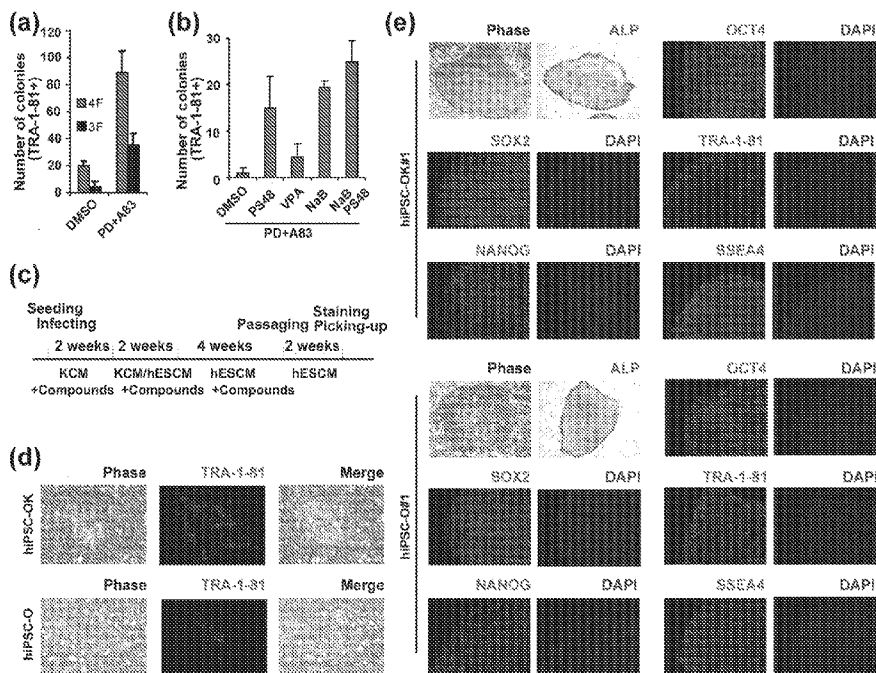 (a)
Number of colonies
(TRA-1-81+)
120
100
80
60
40
20
0
4F
3F
DMSO
PD+A83
(b)
Number of colonies
(TRA-1-81+)
30
20
10
0
DMSO
PS48
VPA
NaB
NaB
PS48
PD+A83
(c)
Seeding
Infecting
Passaging
Staining
Picking-up
2 weeks
2 weeks
4 weeks
2 weeks
KCM
+Compounds
KCM/hESCM
+Compounds
hESCM
+Compounds
hESCM
(d)
Phase
TRA-1-81
Merge
hiPSC-OK
Phase
TRA-1-81
Merge
hiPSC-O
(e)
Phase
ALP
OCT4
DAPI
SOX2
DAPI
TRA-1-81
DAPI
hiPSC-OK#1
NANOG
DAPI
SSEA4
DAPI
Phase
ALP
OCT4
DAPI
SOX2
DAPI
TRA-1-81
DAPI
hiPSC-O#1
NANOG
DAPI
SSEA4
DAPI